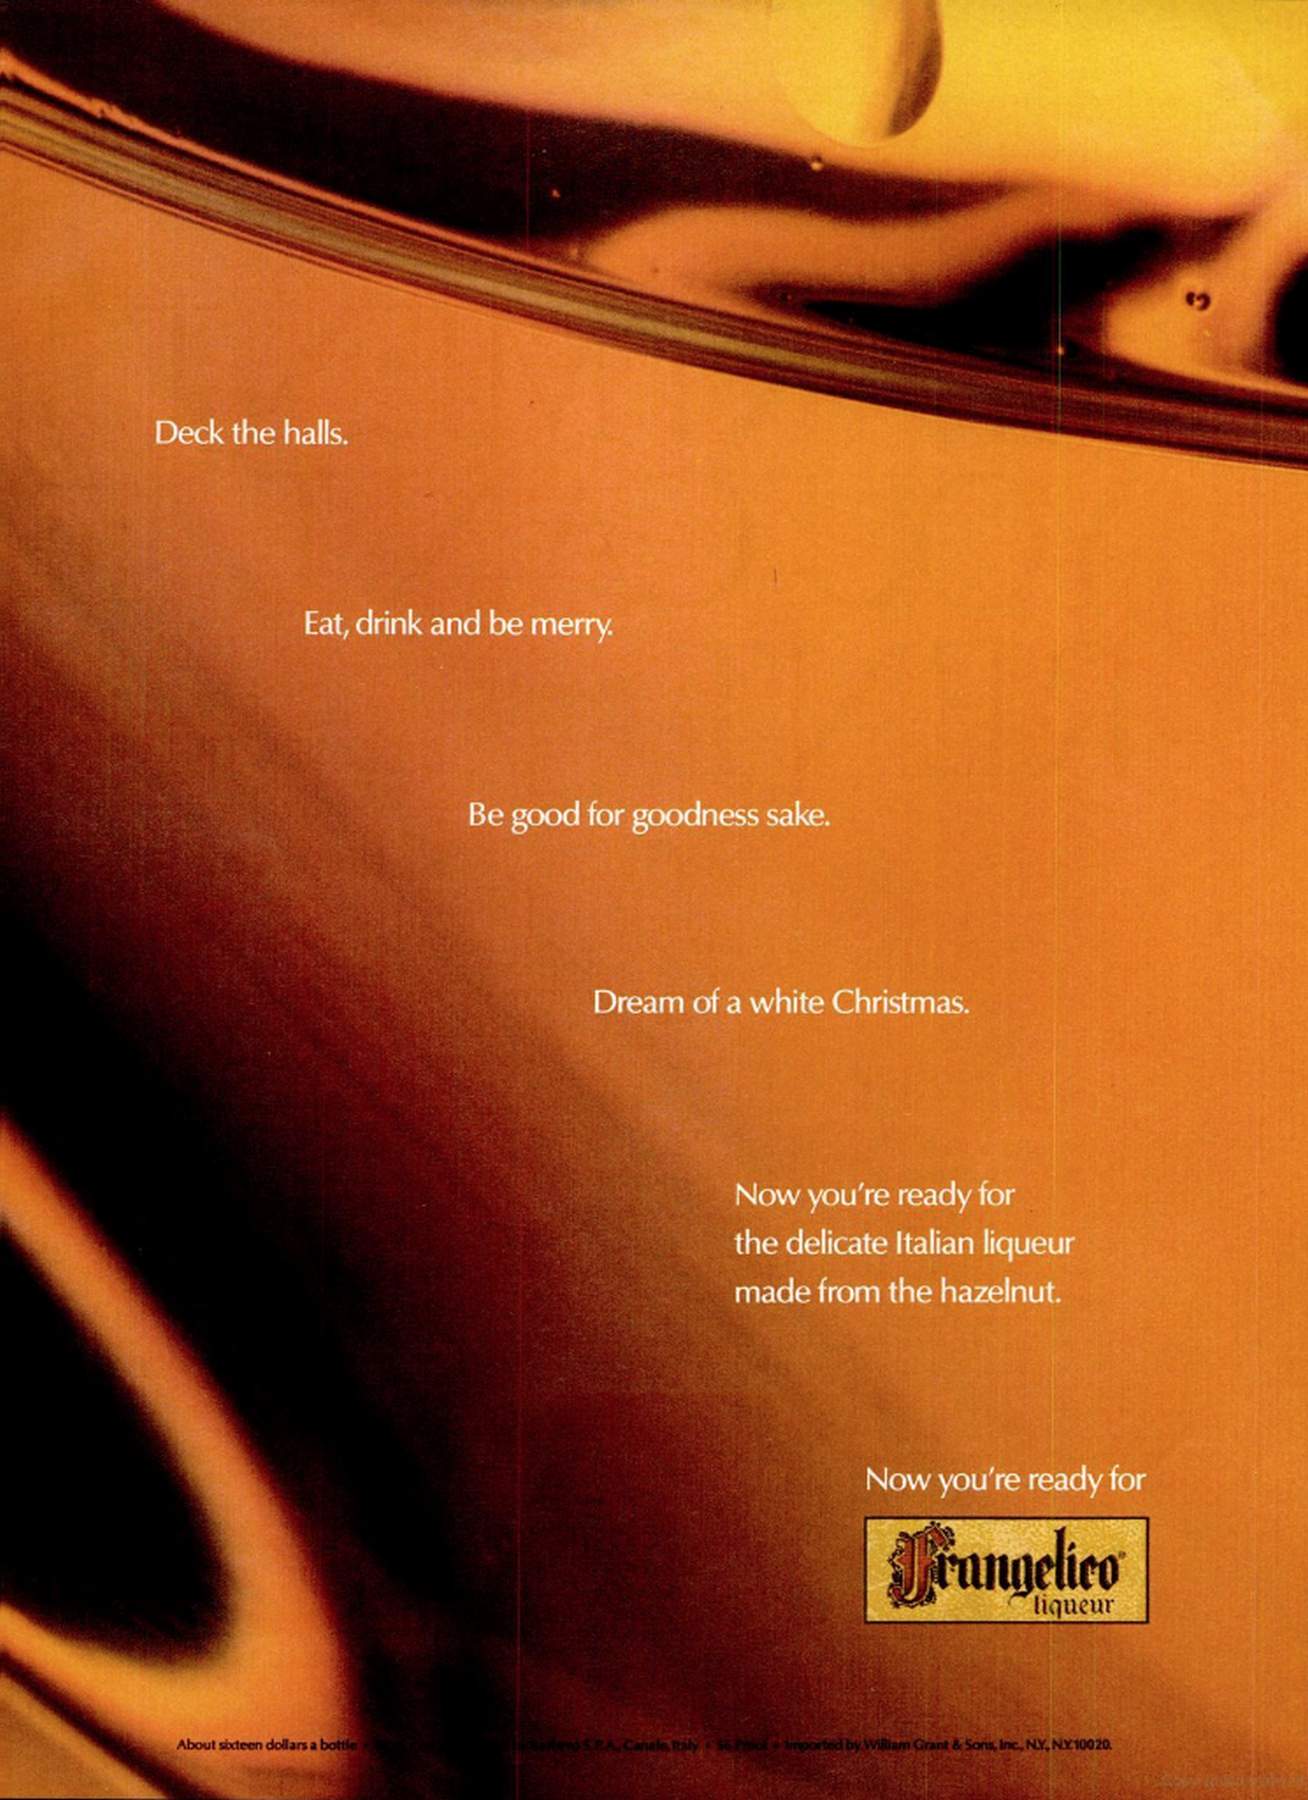 Deck the halls.
Eat, drink and be merry.
Be good for goodness sake.
Dream of a white Christmas.
Now you're ready for
the delicate Italian liqueur
made from the hazelnut.
Now you're ready for
Frangelico®
liqueur
About sixteen dollars a bottle • S.P.A., Canale, Italy • 56 Proof • Imported by William Grant & Sons, Inc., N.Y., N.Y. 10020.